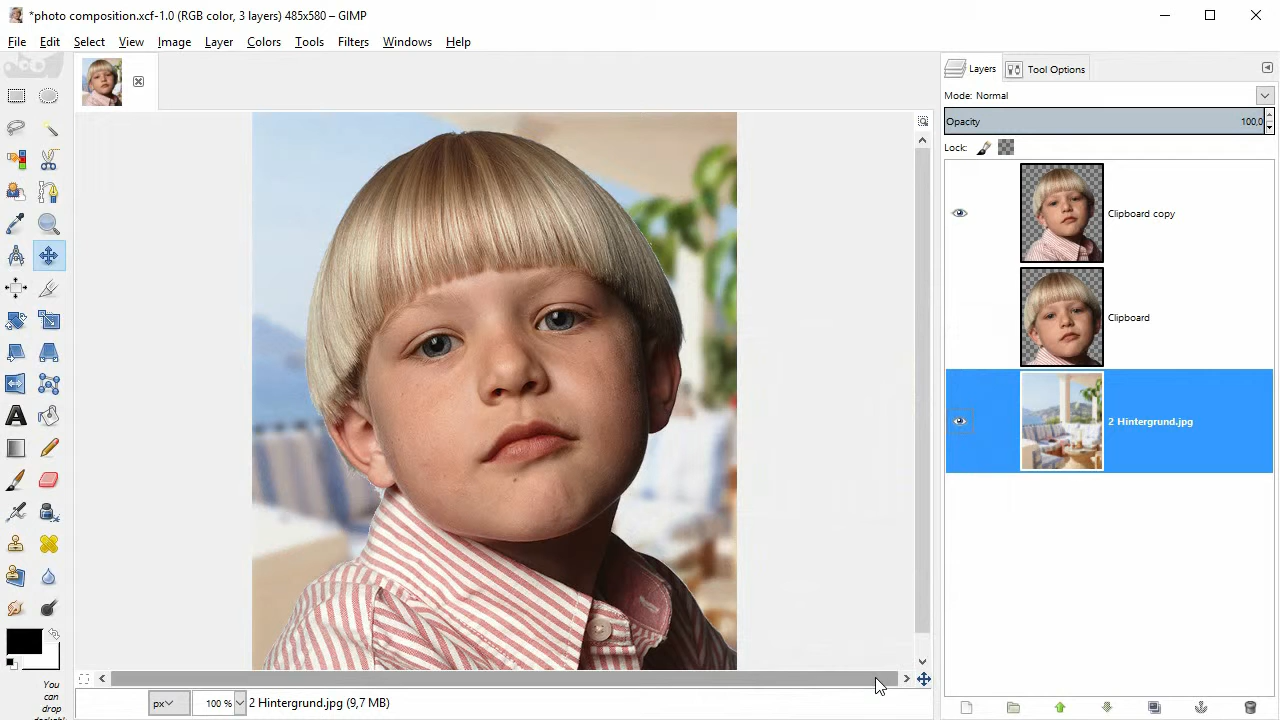 *photo composition.xcf-1.0 (RGB color, 3 layers) 485x580 – GIMP
File Edit Select View Image Layer Colors Tools Filters Windows Help
Layers Tool Options
Mode: Normal
Opacity 100,0
Lock:
Clipboard copy
Clipboard
2 Hintergrund.jpg
You
can
drop
px 100 % 2 Hintergrund.jpg (9,7 MB)